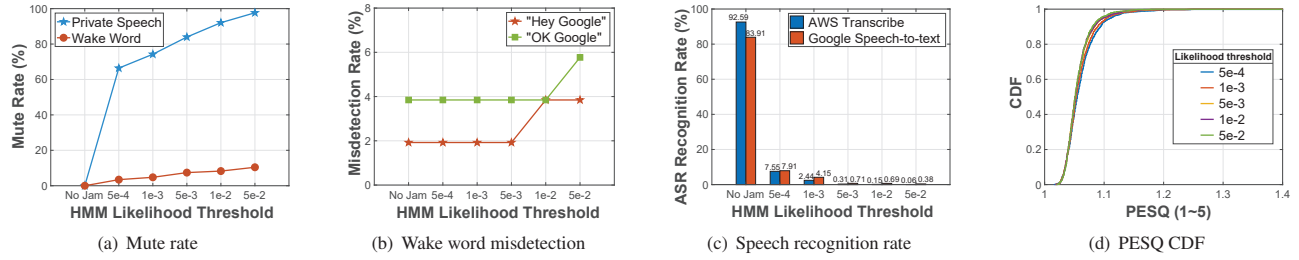 Private Speech
Wake Word
Mute Rate (%)
100
80
60
40
20
0
No Jam 5e-4 1e-3 5e-3 1e-2 5e-2
HMM Likelihood Threshold
(a) Mute rate
"Hey Google"
"OK Google"
Misdetection Rate (%)
8
6
4
2
0
No Jam 5e-4 1e-3 5e-3 1e-2 5e-2
HMM Likelihood Threshold
(b) Wake word misdetection
AWS Transcribe
Google Speech-to-text
ASR Recognition Rate (%)
100
80
60
40
20
0
92.59 83.91
7.55 7.91
2.44 4.15
0.31 0.71
0.15 0.69
0.06 0.38
No Jam 5e-4 1e-3 5e-3 1e-2 5e-2
HMM Likelihood Threshold
(c) Speech recognition rate
CDF
1
0.8
0.6
0.4
0.2
0
Likelihood threshold
5e-4
1e-3
5e-3
1e-2
5e-2
1 1.1 1.2 1.3 1.4
PESQ (1~5)
(d) PESQ CDF